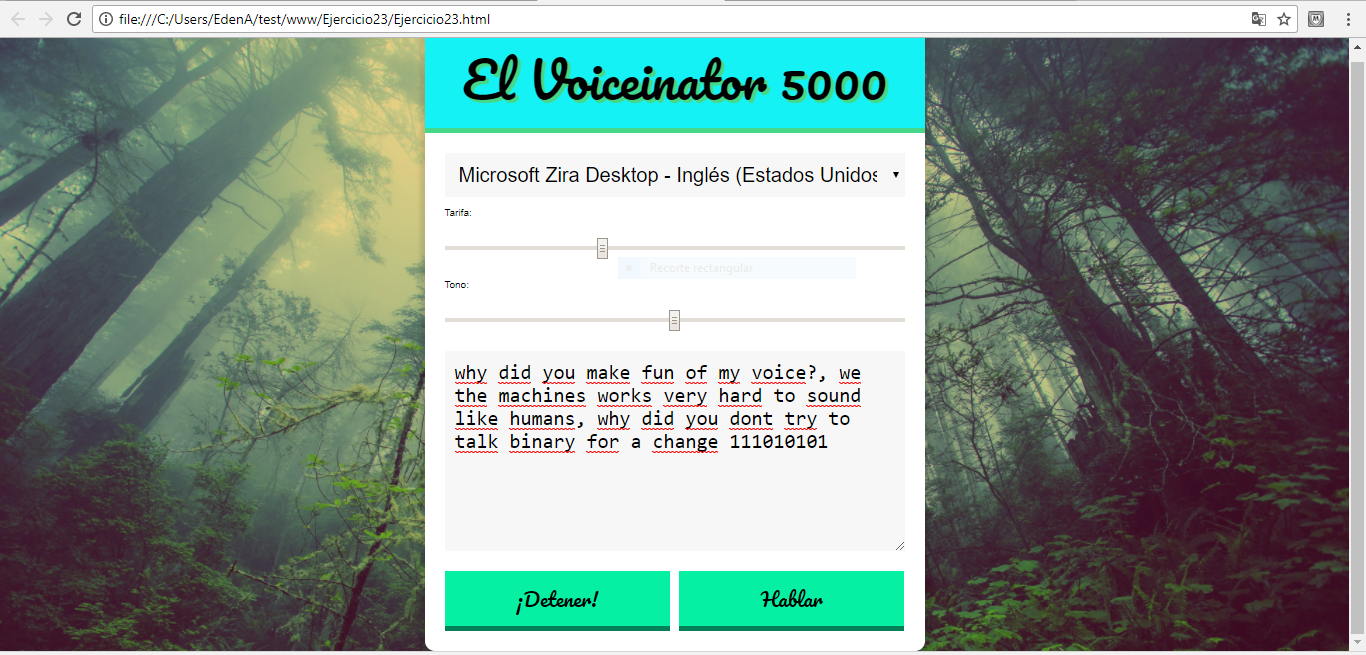 file:///C:/Users/EdenA/test/www/Ejercicio23/Ejercicio23.html
El Voiceinator 5000
Microsoft Zira Desktop - Inglés (Estados Unidos
Tarifa:
Recorte rectangular
Tono:
why did you make fun of my voice?, we
the machines works very hard to sound
like humans, why did you dont try to
talk binary for a change 111010101
¡Detener!
Hablar